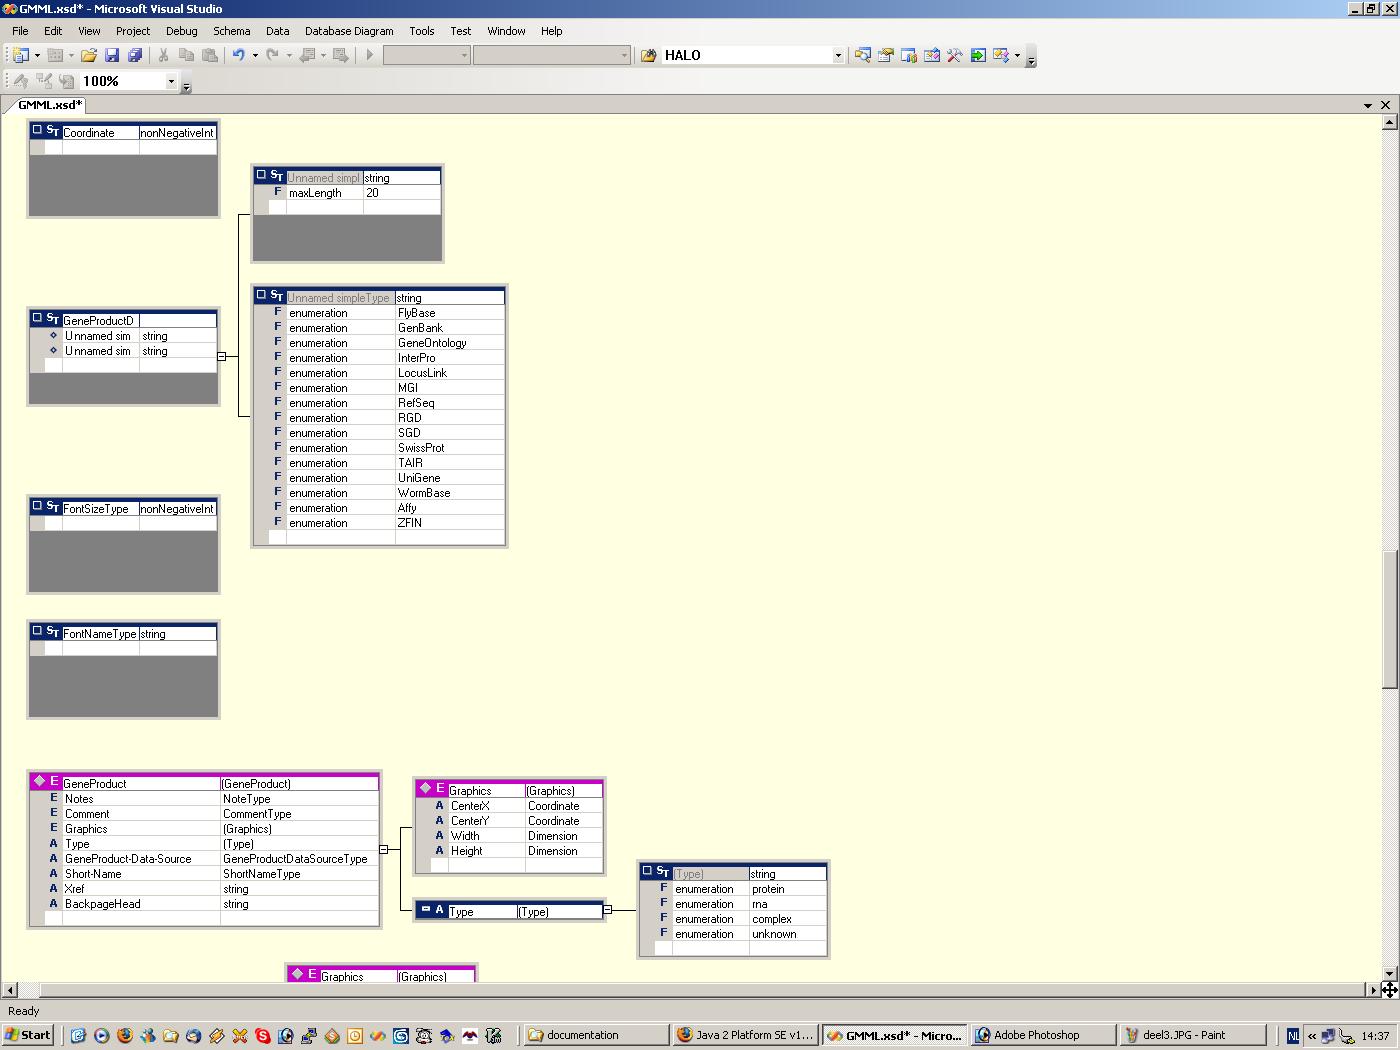 GMML.xsd* - Microsoft Visual Studio
File Edit View Project Debug Schema Data Database Diagram Tools Test Window Help
HALO
100%
GMML.xsd*
Coordinate nonNegativeInt
Unnamed simpl string
F maxLength 20
GeneProductD
Unnamed sim string
Unnamed sim string
Unnamed simpleType string
F enumeration FlyBase
F enumeration GenBank
F enumeration GeneOntology
F enumeration InterPro
F enumeration LocusLink
F enumeration MGI
F enumeration RefSeq
F enumeration RGD
F enumeration SGD
F enumeration SwissProt
F enumeration TAIR
F enumeration UniGene
F enumeration WormBase
F enumeration Affy
F enumeration ZFIN
FontSizeType nonNegativeInt
FontNameType string
E GeneProduct (GeneProduct)
E Notes NoteType
E Comment CommentType
E Graphics (Graphics)
A Type (Type)
A GeneProduct-Data-Source GeneProductDataSourceType
A Short-Name ShortNameType
A Xref string
A BackpageHead string
E Graphics (Graphics)
A CenterX Coordinate
A CenterY Coordinate
A Width Dimension
A Height Dimension
A Type (Type)
(Type) string
F enumeration protein
F enumeration rna
F enumeration complex
F enumeration unknown
E Graphics (Graphics)
Ready
Start documentation Java 2 Platform SE v1... GMML.xsd* - Micro... Adobe Photoshop deel3.JPG - Paint NL « 14:37